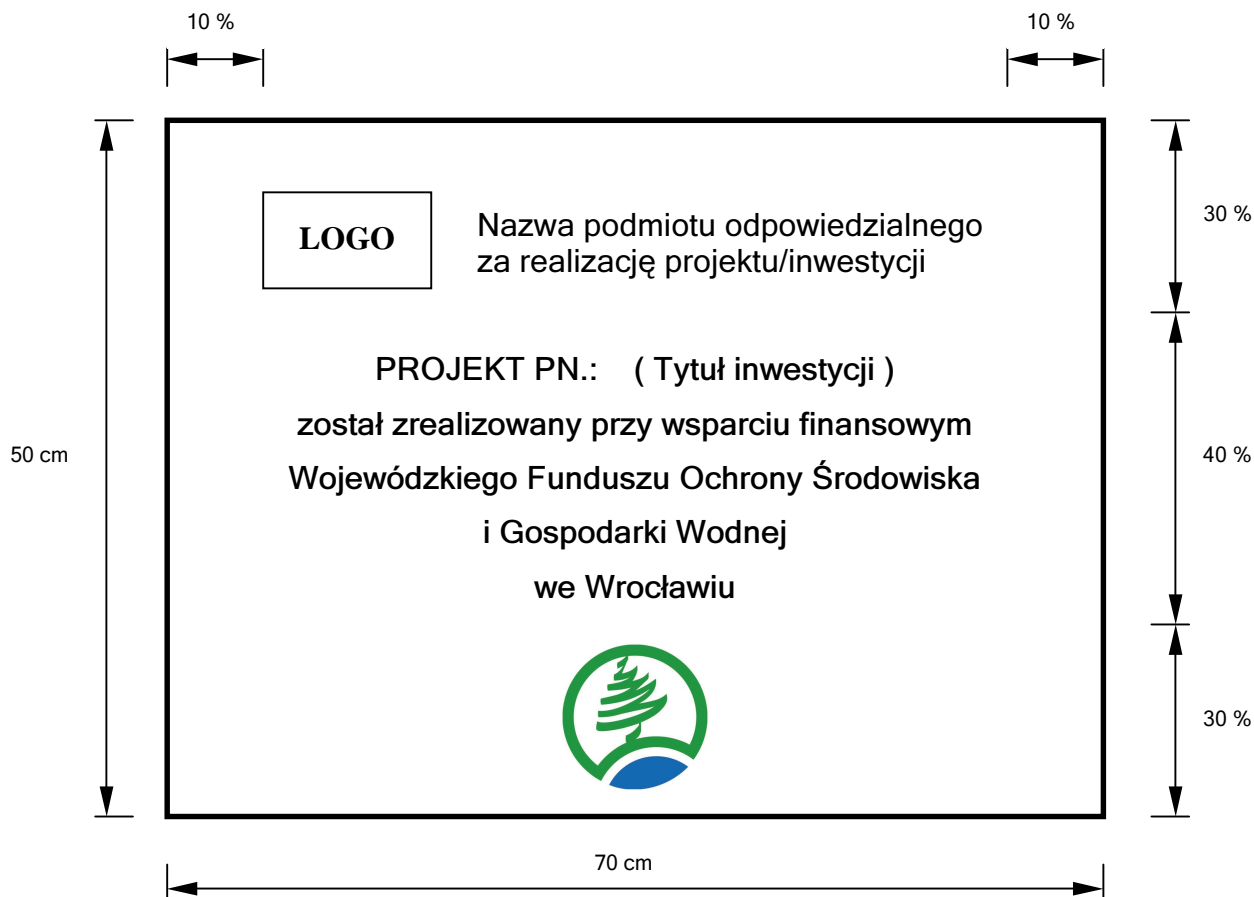 10 %
10 %
LOGO
Nazwa podmiotu odpowiedzialnego
za realizację projektu/inwestycji
30 %
PROJEKT PN.: ( Tytuł inwestycji )
został zrealizowany przy wsparciu finansowym
50 cm
40 %
Wojewódzkiego Funduszu Ochrony Środowiska
i Gospodarki Wodnej
we Wrocławiu
30 %
70 cm